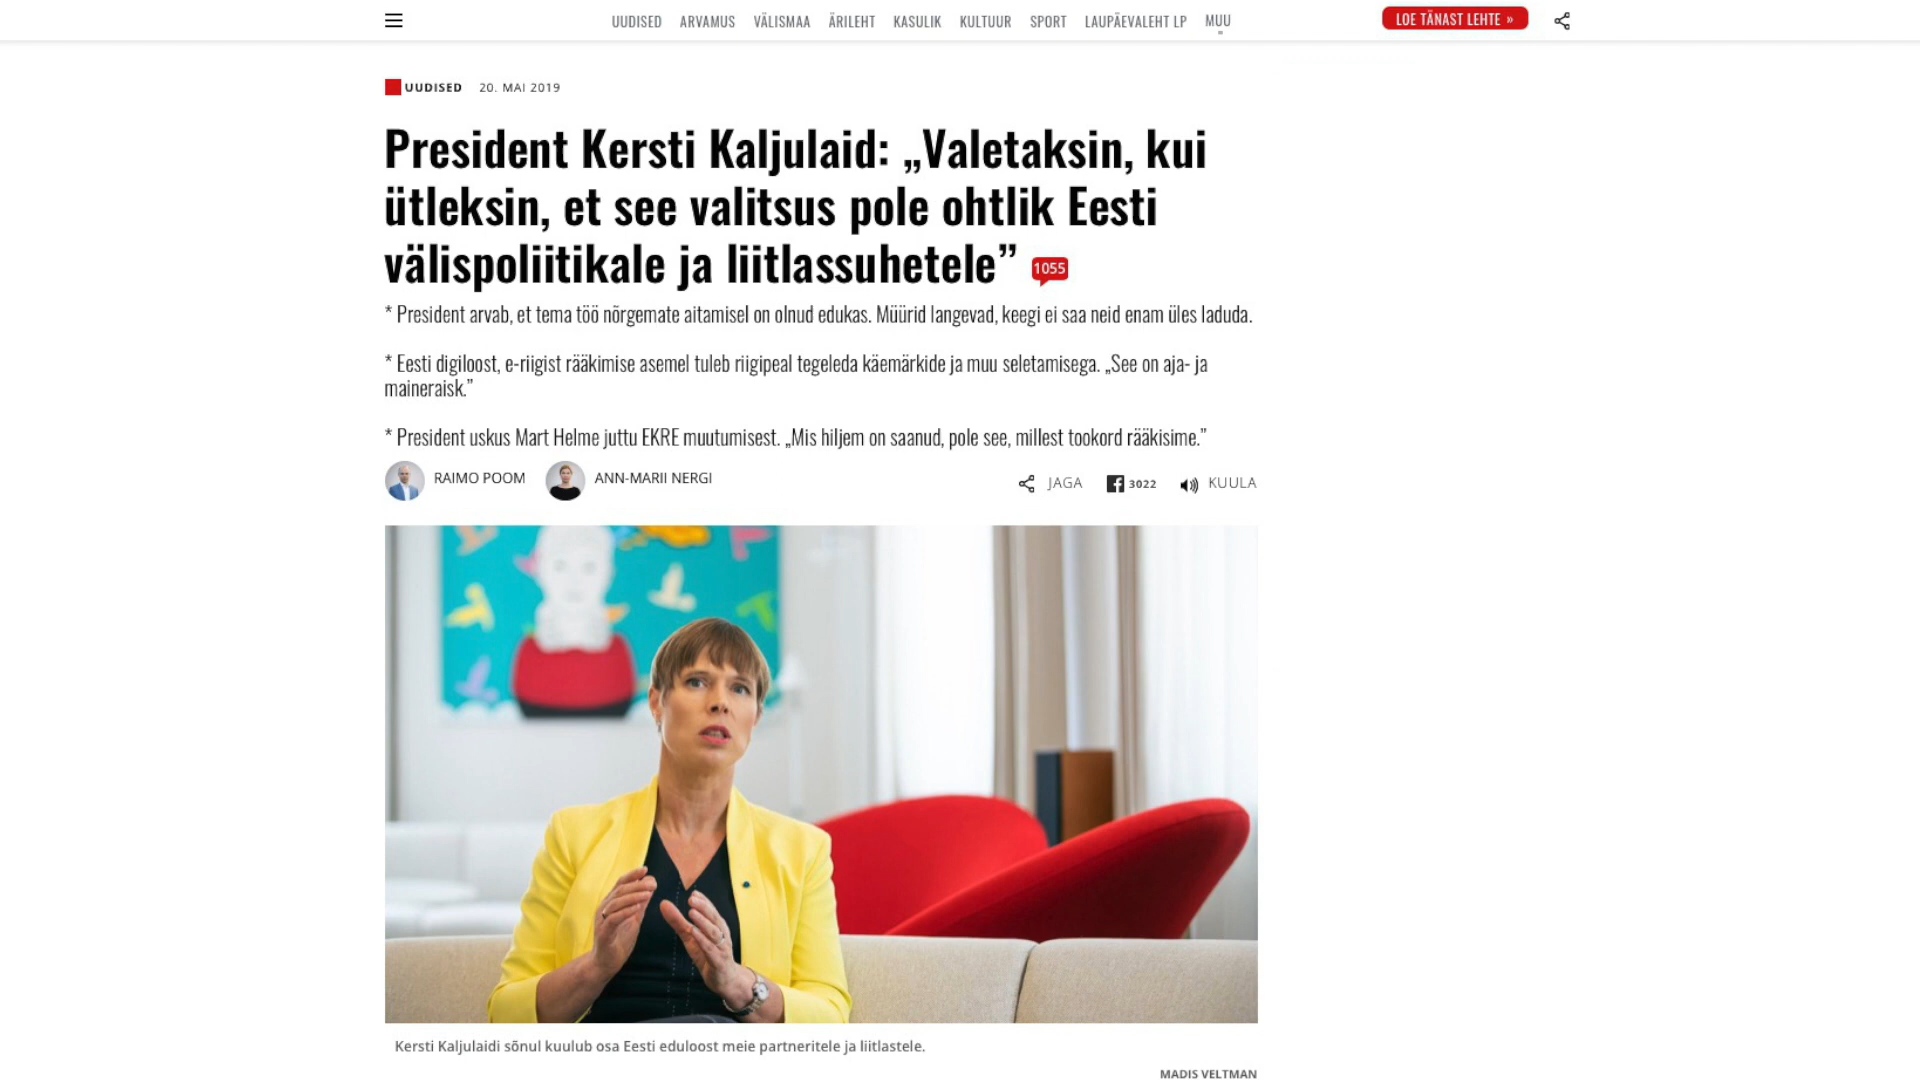 UUDISED ARVAMUS VÄLISMAA ÄRILEHT KASULIK KULTUUR SPORT LAUPÄEVALEHT LP MUU LOE TÄNAST LEHTE »
UUDISED 20. MAI 2019
President Kersti Kaljulaid: „Valetaksin, kui
ütleksin, et see valitsus pole ohtlik Eesti
välispoliitikale ja liitlassuhetele” 1055
* President arvab, et tema töö nõrgemate aitamisel on olnud edukas. Müürid langevad, keegi ei saa neid enam üles laduda.
* Eesti digiloost, e-riigist rääkimise asemel tuleb riigipeal tegeleda käemärkide ja muu seletamisega. „See on aja- ja
maineraisk.”
* President uskus Mart Helme juttu EKRE muutumisest. „Mis hiljem on saanud, pole see, millest tookord rääkisime.”
RAIMO POOM ANN-MARII NERGI JAGA 3022 KUULA
Kersti Kaljulaidi sõnul kuulub osa Eesti eduloost meie partneritele ja liitlastele.
MADIS VELTMAN